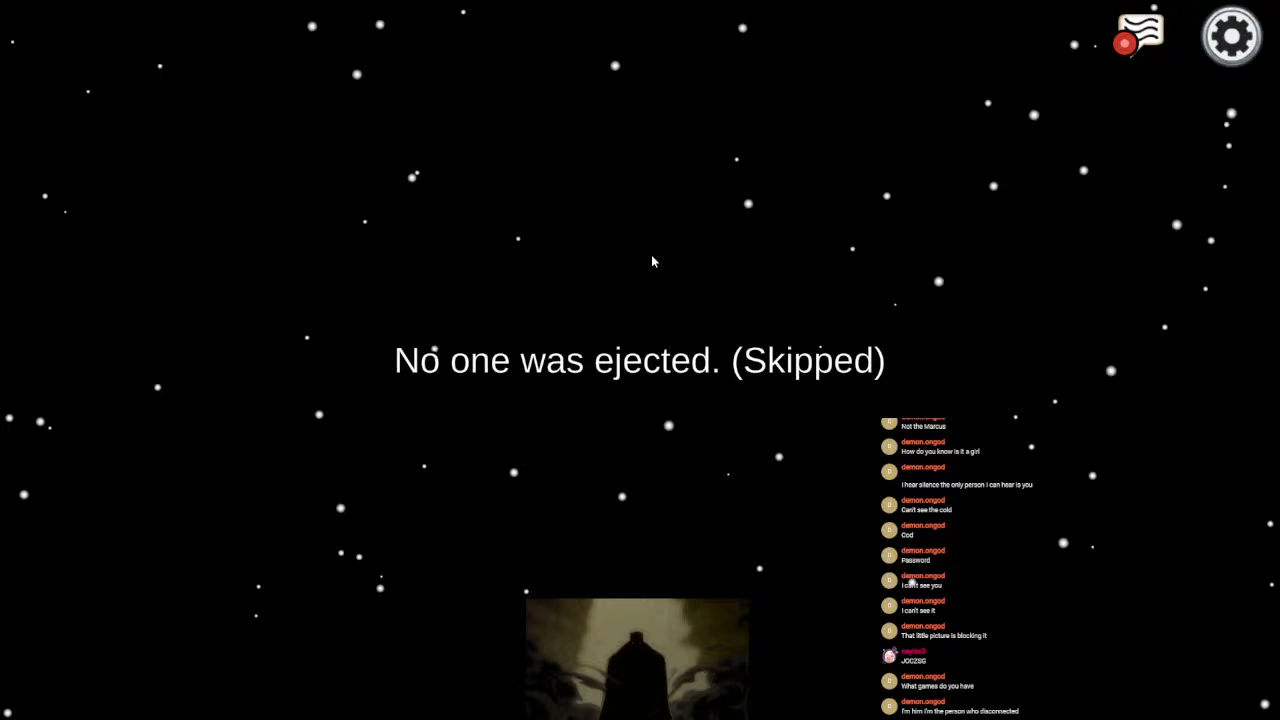 No one was ejected. (Skipped)
demon.ongod
Not the Marcus
demon.ongod
How do you know is it a girl
demon.ongod
I hear silence the only person I can hear is you
demon.ongod
Can't see the cold
demon.ongod
Cod
demon.ongod
Password
demon.ongod
I can't see you
demon.ongod
I can't see it
demon.ongod
That little picture is blocking it
demon.ongod
What games do you have
demon.ongod
I'm him I'm the person who disconnected